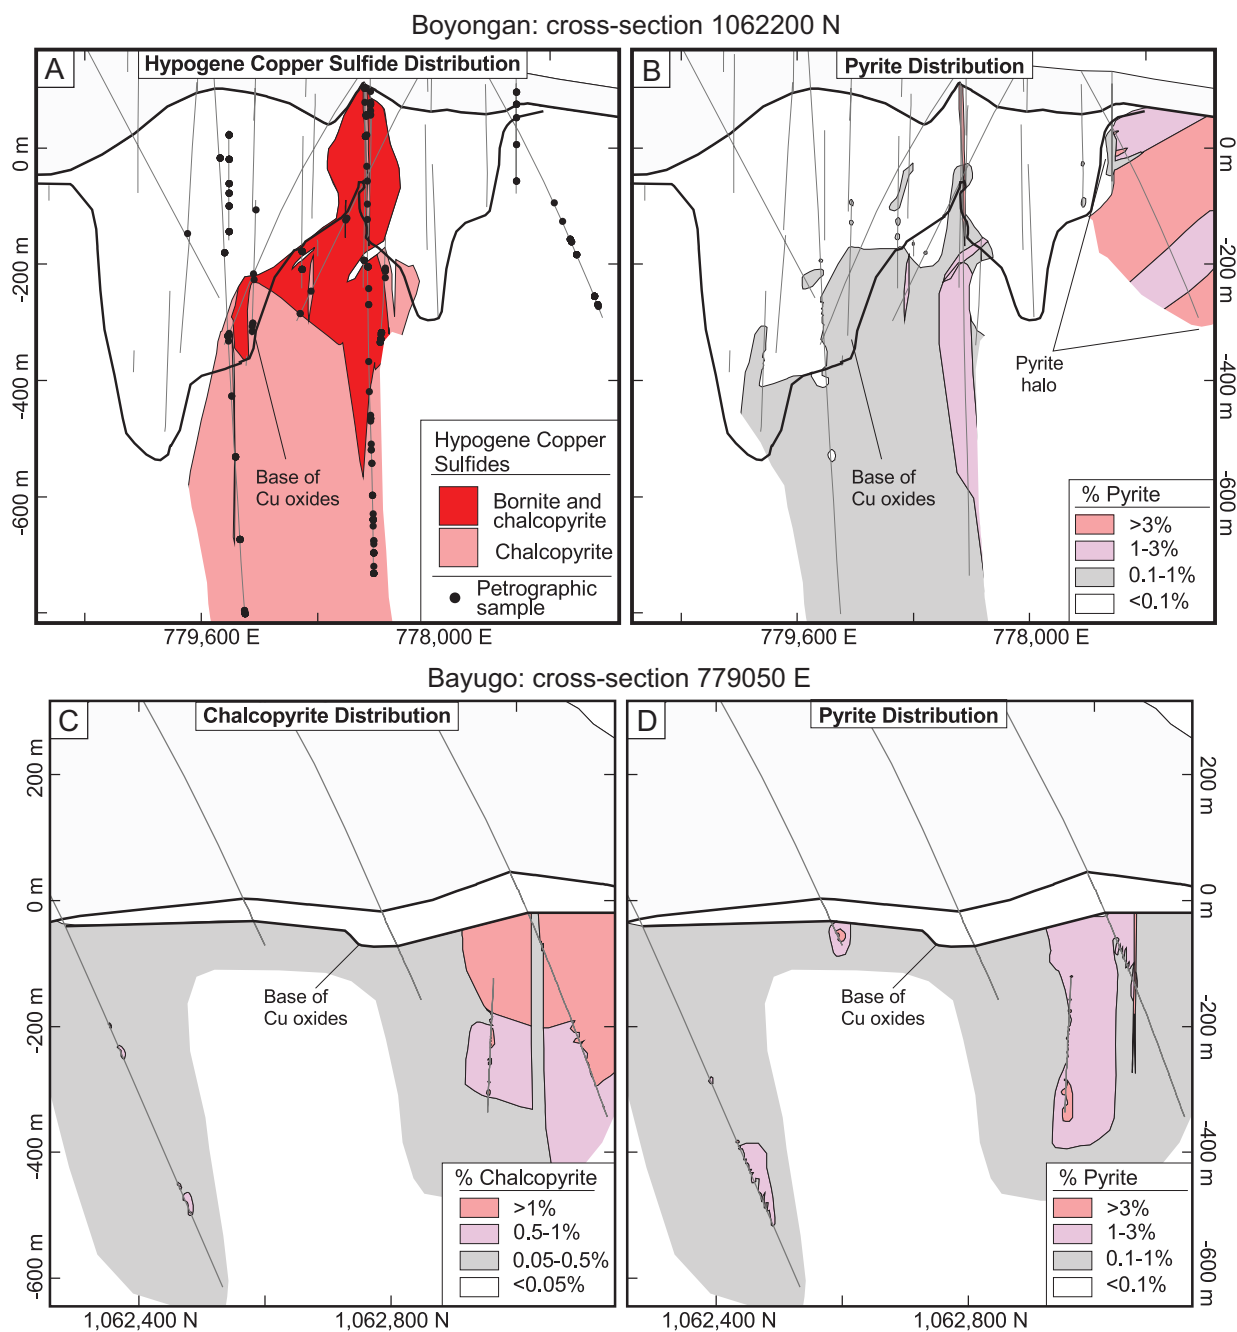 Boyongan: cross-section 1062200 N
A
Hypogene Copper Sulfide Distribution
0 m
-200 m
-400 m
-600 m
Base of
Cu oxides
Hypogene Copper
Sulfides
Bornite and
chalcopyrite
Chalcopyrite
Petrographic
sample
779,600 E
778,000 E
B
Pyrite Distribution
0 m
-200 m
-400 m
-600 m
Pyrite
halo
Base of
Cu oxides
% Pyrite
>3%
1-3%
0.1-1%
<0.1%
779,600 E
778,000 E
Bayugo: cross-section 779050 E
C
Chalcopyrite Distribution
200 m
0 m
-200 m
-400 m
-600 m
Base of
Cu oxides
% Chalcopyrite
>1%
0.5-1%
0.05-0.5%
<0.05%
1,062,400 N
1,062,800 N
D
Pyrite Distribution
200 m
0 m
-200 m
-400 m
-600 m
Base of
Cu oxides
% Pyrite
>3%
1-3%
0.1-1%
<0.1%
1,062,400 N
1,062,800 N